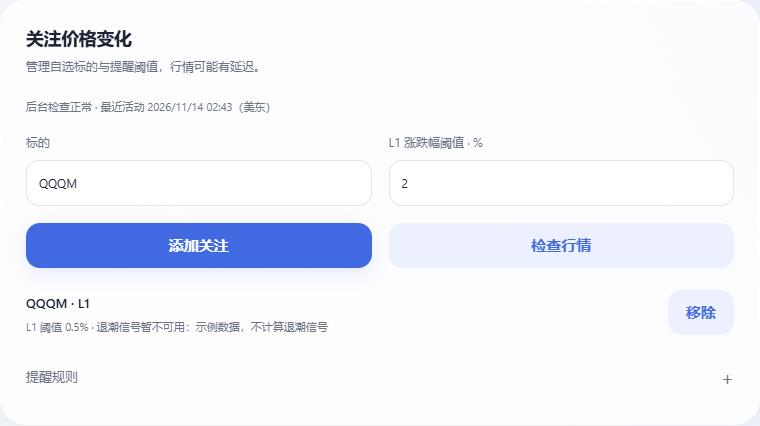 关注价格变化
管理自选标的与提醒阈值，行情可能有延迟。
后台检查正常 · 最近活动 2026/11/14 02:43（美东）
标的
L1 涨跌幅阈值 · %
QQQM
2
添加关注
检查行情
QQQM · L1
L1 阈值 0.5% · 退潮信号暂不可用：示例数据，不计算退潮信号
移除
提醒规则
+